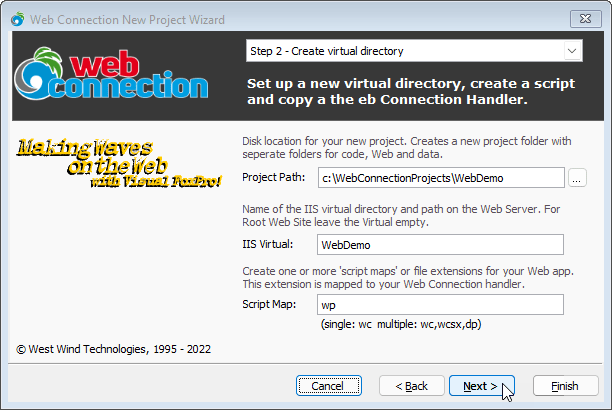 Web Connection New Project Wizard
Step 2 - Create virtual directory
web
connection
Set up a new virtual directory, create a script
and copy a the eb Connection Handler.
Making Waves
on the Web
with Visual FoxPro!
Disk location for your new project. Creates a new project folder with
seperate folders for code, Web and data.
Project Path: c:\WebConnectionProjects\WebDemo ...
Name of the IIS virtual directory and path on the Web Server. For
Root Web Site leave the Virtual empty.
IIS Virtual: WebDemo
Create one or more 'script maps' or file extensions for your Web app.
This extension is mapped to your Web Connection handler.
Script Map: wp
(single: wc multiple: wc,wcsx,dp)
© West Wind Technologies, 1995 - 2022
Cancel < Back Next > Finish